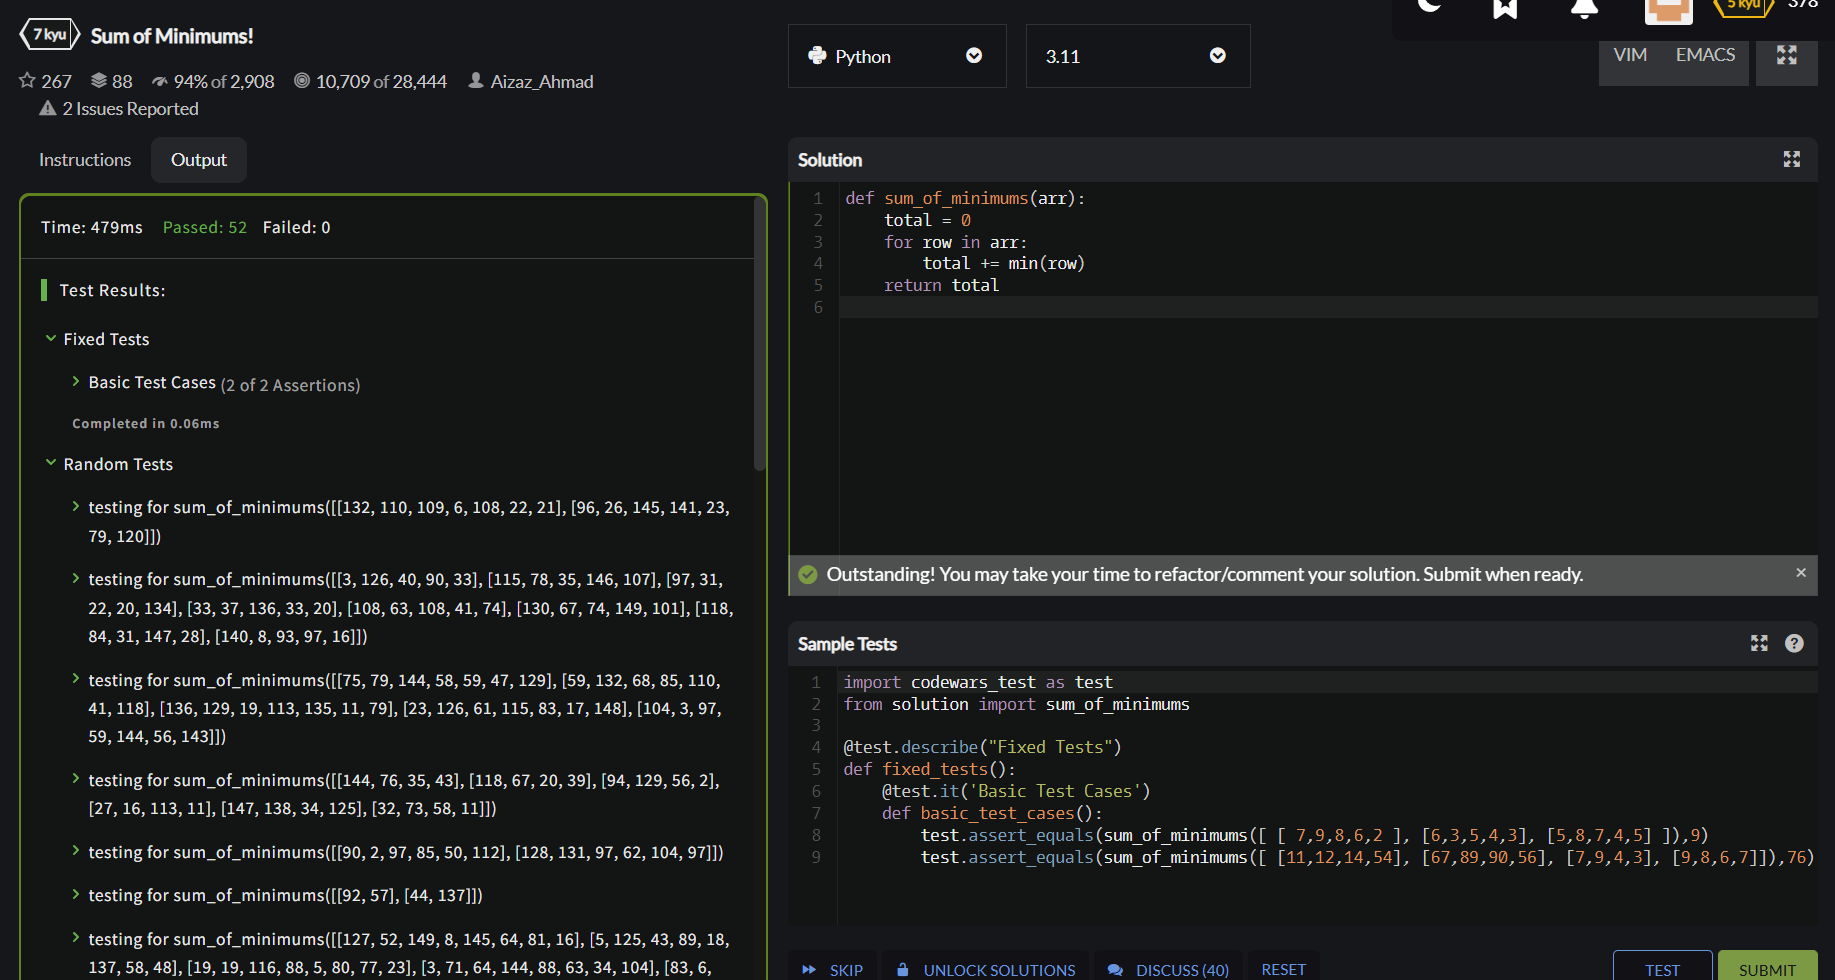 7 kyu Sum of Minimums!
267 88 94% of 2,908 10,709 of 28,444 Aizaz_Ahmad
2 Issues Reported
Instructions Output
Time: 479ms Passed: 52 Failed: 0
Test Results:
Fixed Tests
Basic Test Cases (2 of 2 Assertions)
Completed in 0.06ms
Random Tests
testing for sum_of_minimums([[132, 110, 109, 6, 108, 22, 21], [96, 26, 145, 141, 23,
79, 120]])
testing for sum_of_minimums([[3, 126, 40, 90, 33], [115, 78, 35, 146, 107], [97, 31,
22, 20, 134], [33, 37, 136, 33, 20], [108, 63, 108, 41, 74], [130, 67, 74, 149, 101], [118,
84, 31, 147, 28], [140, 8, 93, 97, 16]])
testing for sum_of_minimums([[75, 79, 144, 58, 59, 47, 129], [59, 132, 68, 85, 110,
41, 118], [136, 129, 19, 113, 135, 11, 79], [23, 126, 61, 115, 83, 17, 148], [104, 3, 97,
59, 144, 56, 143]])
testing for sum_of_minimums([[144, 76, 35, 43], [118, 67, 20, 39], [94, 129, 56, 2],
[27, 16, 113, 11], [147, 138, 34, 125], [32, 73, 58, 11]])
testing for sum_of_minimums([[90, 2, 97, 85, 50, 112], [128, 131, 97, 62, 104, 97]])
testing for sum_of_minimums([[92, 57], [44, 137]])
testing for sum_of_minimums([[127, 52, 149, 8, 145, 64, 81, 16], [5, 125, 43, 89, 18,
137, 58, 48], [19, 19, 116, 88, 5, 80, 77, 23], [3, 71, 64, 144, 88, 63, 34, 104], [83, 6,
5 kyu 378
Python 3.11 VIM EMACS
Solution
1 def sum_of_minimums(arr):
2 total = 0
3 for row in arr:
4 total += min(row)
5 return total
6
Outstanding! You may take your time to refactor/comment your solution. Submit when ready. ×
Sample Tests ?
1 import codewars_test as test
2 from solution import sum_of_minimums
3
4 @test.describe("Fixed Tests")
5 def fixed_tests():
6 @test.it('Basic Test Cases')
7 def basic_test_cases():
8 test.assert_equals(sum_of_minimums([ [ 7,9,8,6,2 ], [6,3,5,4,3], [5,8,7,4,5] ]),9)
9 test.assert_equals(sum_of_minimums([ [11,12,14,54], [67,89,90,56], [7,9,4,3], [9,8,6,7]]),76)
SKIP UNLOCK SOLUTIONS DISCUSS (40) RESET TEST SUBMIT